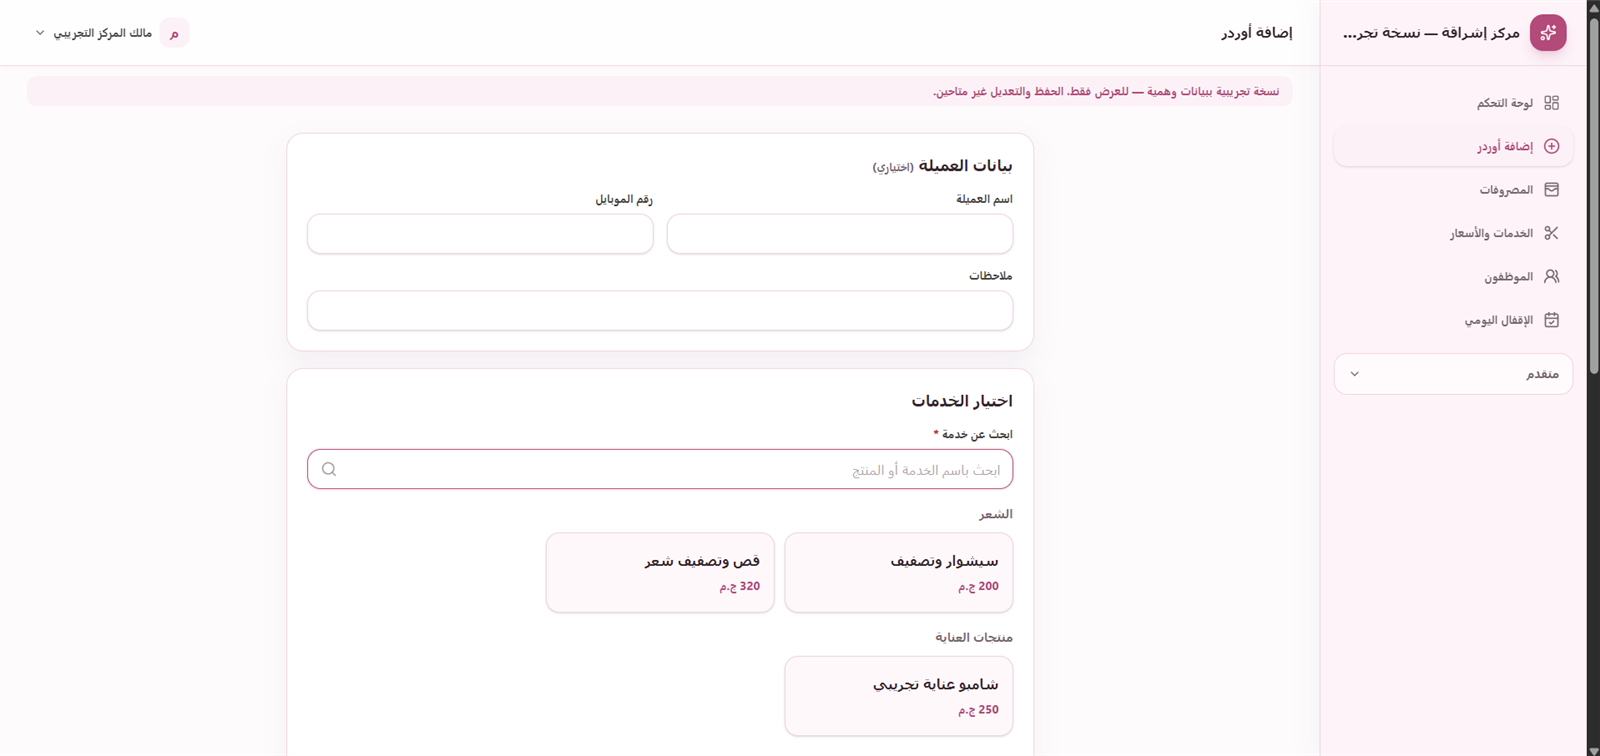 مركز إشراقة — نسخة تجر...
إضافة أوردر
م
مالك المركز التجريبي
لوحة التحكم
إضافة أوردر
المصروفات
الخدمات والأسعار
الموظفون
الإقفال اليومي
متقدم
نسخة تجريبية ببيانات وهمية — للعرض فقط. الحفظ والتعديل غير متاحين.
بيانات العميلة (اختياري)
اسم العميلة
رقم الموبايل
ملاحظات
اختيار الخدمات
ابحث عن خدمة *
ابحث باسم الخدمة أو المنتج
الشعر
سيشوار وتصفيف
200 ج.م
قص وتصفيف شعر
320 ج.م
منتجات العناية
شامبو عناية تجريبي
250 ج.م